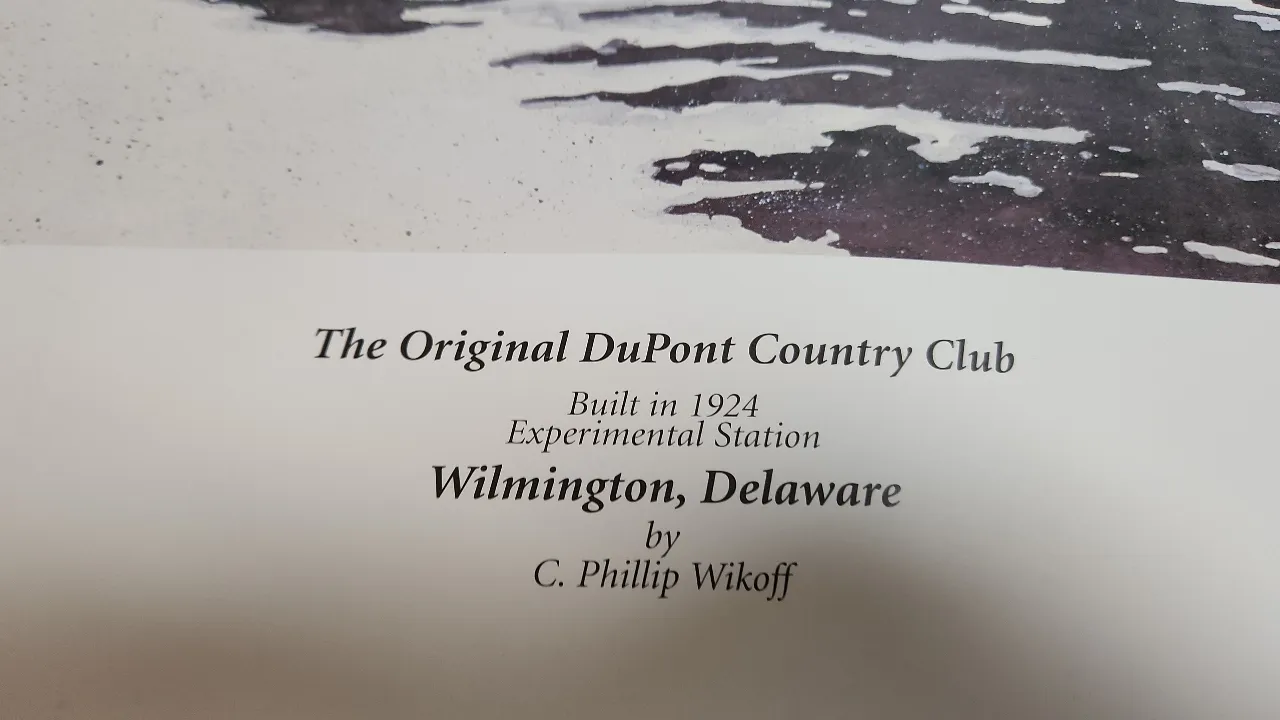 The Original DuPont Country Club
Built in 1924
Experimental Station
Wilmington, Delaware
by
C. Phillip Wikoff